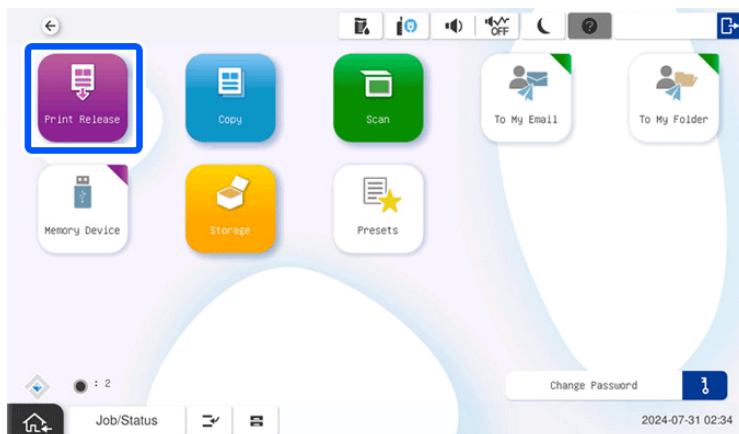 OFF
Print Release
Copy
Scan
To My Email
To My Folder
Memory Device
Storage
Presets
: 2
Change Password
Job/Status
2024-07-31 02:34